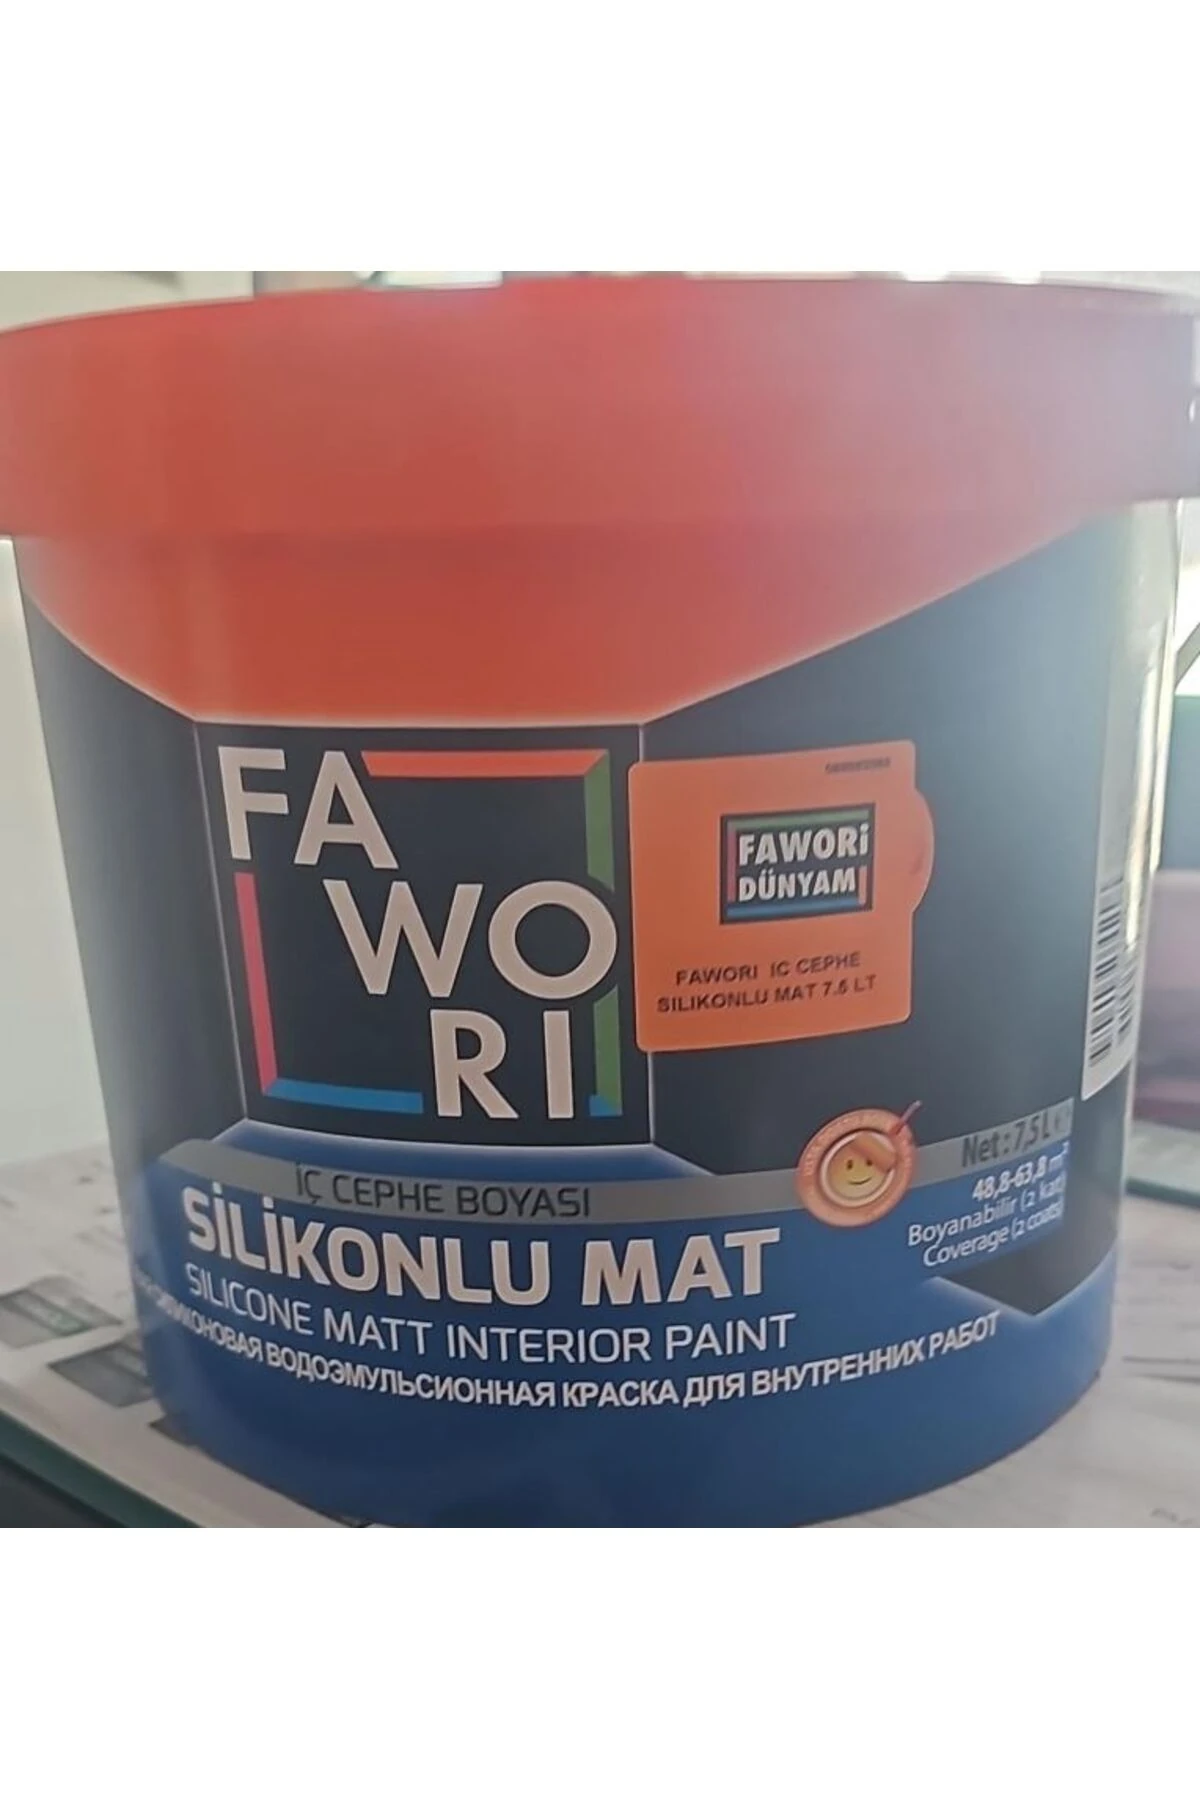 FA
WO
RI
FAWORİ
DÜNYAM
FAWORI IC CEPHE
SILIKONLU MAT 7.5 LT
İÇ CEPHE BOYASI
SİLİKONLU MAT
SILICONE MATT INTERIOR PAINT
ВОДОЭМУЛЬСИОННАЯ КРАСКА ДЛЯ ВНУТРЕННИХ РАБОТ
Net: 7,5 L
48,8-63,8 m²
Boyanabilir (2 kat)
Coverage (2 coats)